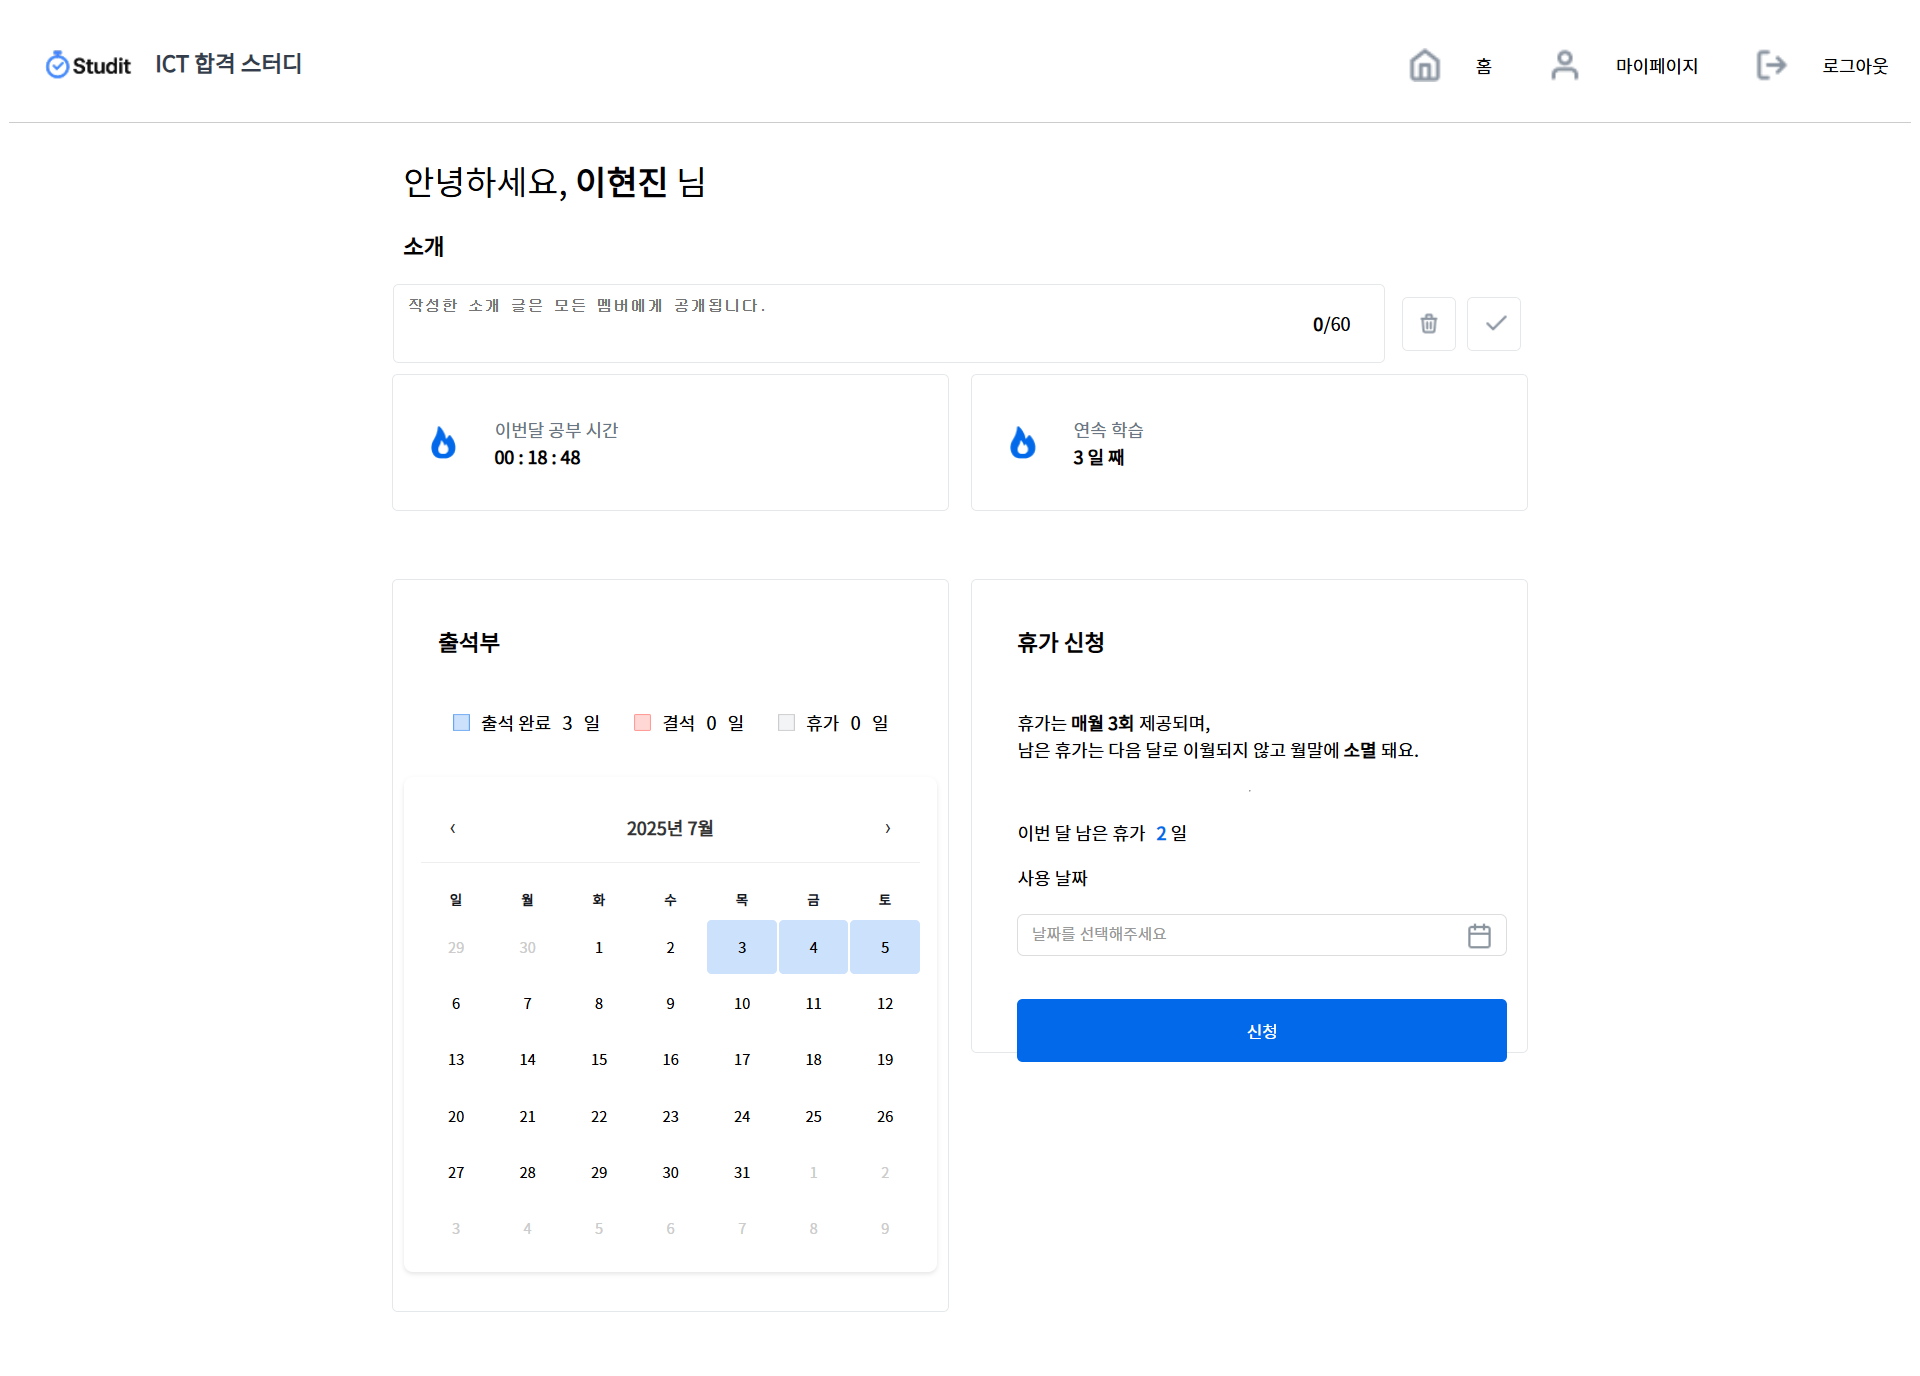 Studit ICT 합격 스터디 홈 마이페이지 로그아웃
안녕하세요, 이현진 님
소개
작성한 소개 글은 모든 멤버에게 공개됩니다.
0/60
이번달 공부 시간
00 : 18 : 48
연속 학습
3 일 째
출석부
출석 완료 3 일 결석 0 일 휴가 0 일
‹ 2025년 7월 ›
일 월 화 수 목 금 토
29 30 1 2 3 4 5
6 7 8 9 10 11 12
13 14 15 16 17 18 19
20 21 22 23 24 25 26
27 28 29 30 31 1 2
3 4 5 6 7 8 9
휴가 신청
휴가는 매월 3회 제공되며,
남은 휴가는 다음 달로 이월되지 않고 월말에 소멸 돼요.
이번 달 남은 휴가 2 일
사용 날짜
날짜를 선택해주세요
신청